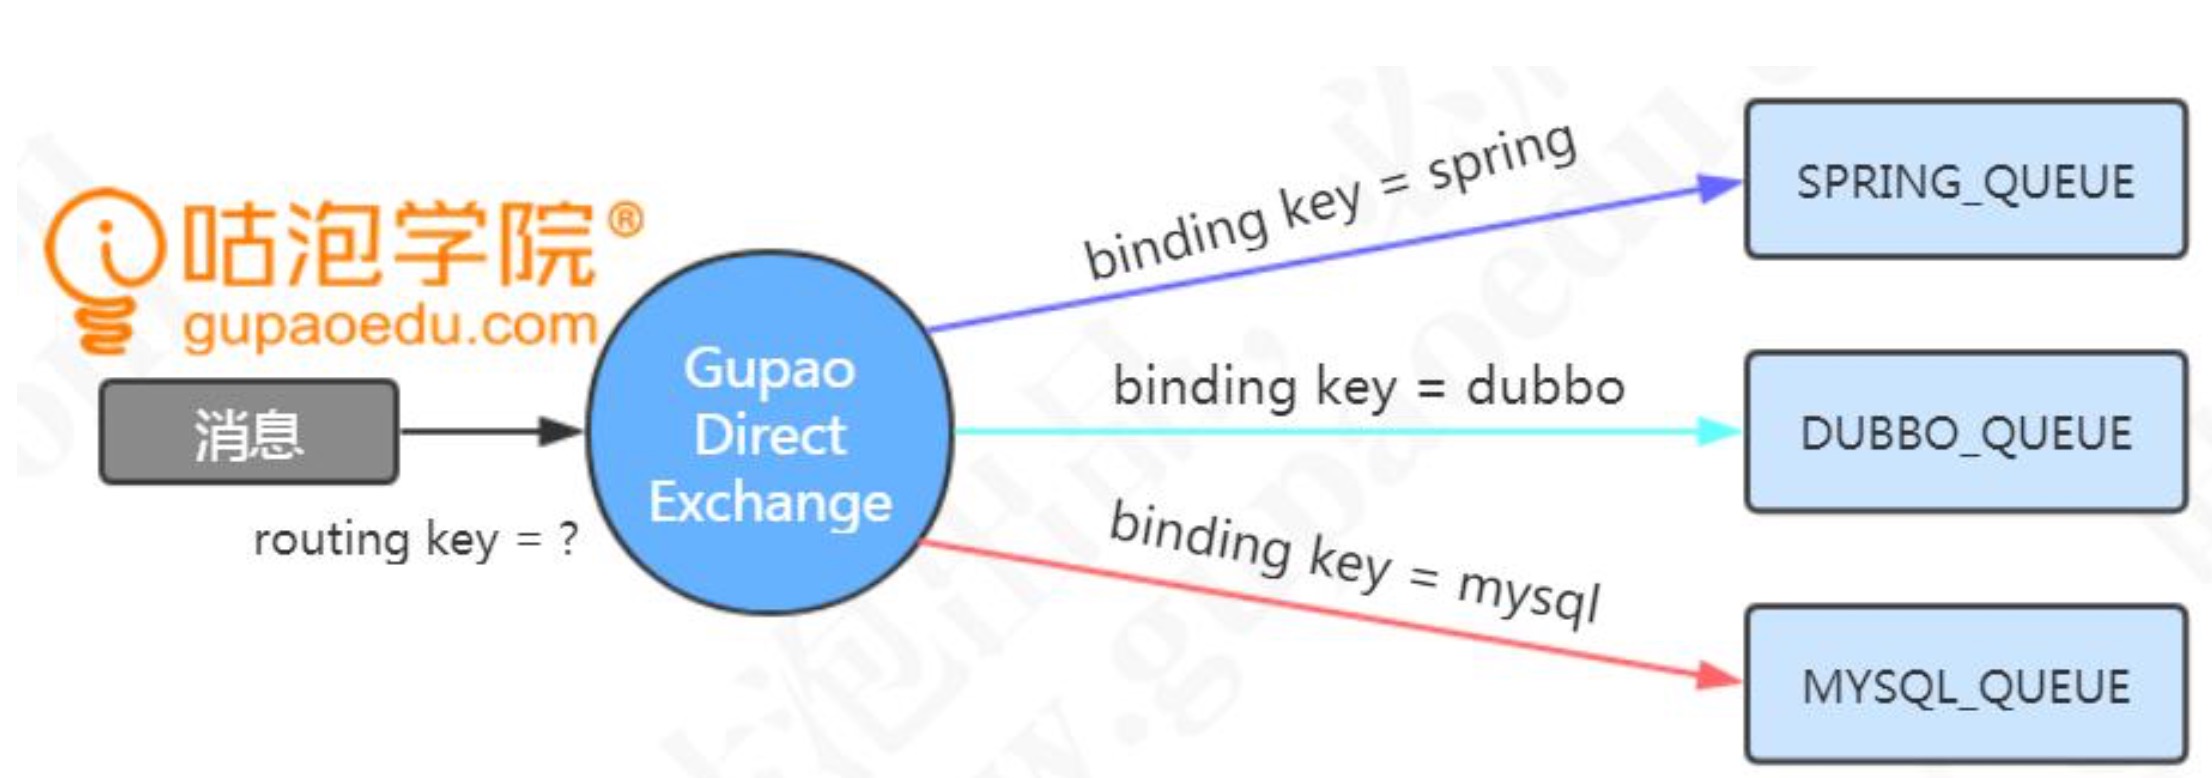 咕泡学院®
gupaoedu.com
消息
routing key = ?
Gupao
Direct
Exchange
binding key = spring
binding key = dubbo
binding key = mysql
SPRING_QUEUE
DUBBO_QUEUE
MYSQL_QUEUE